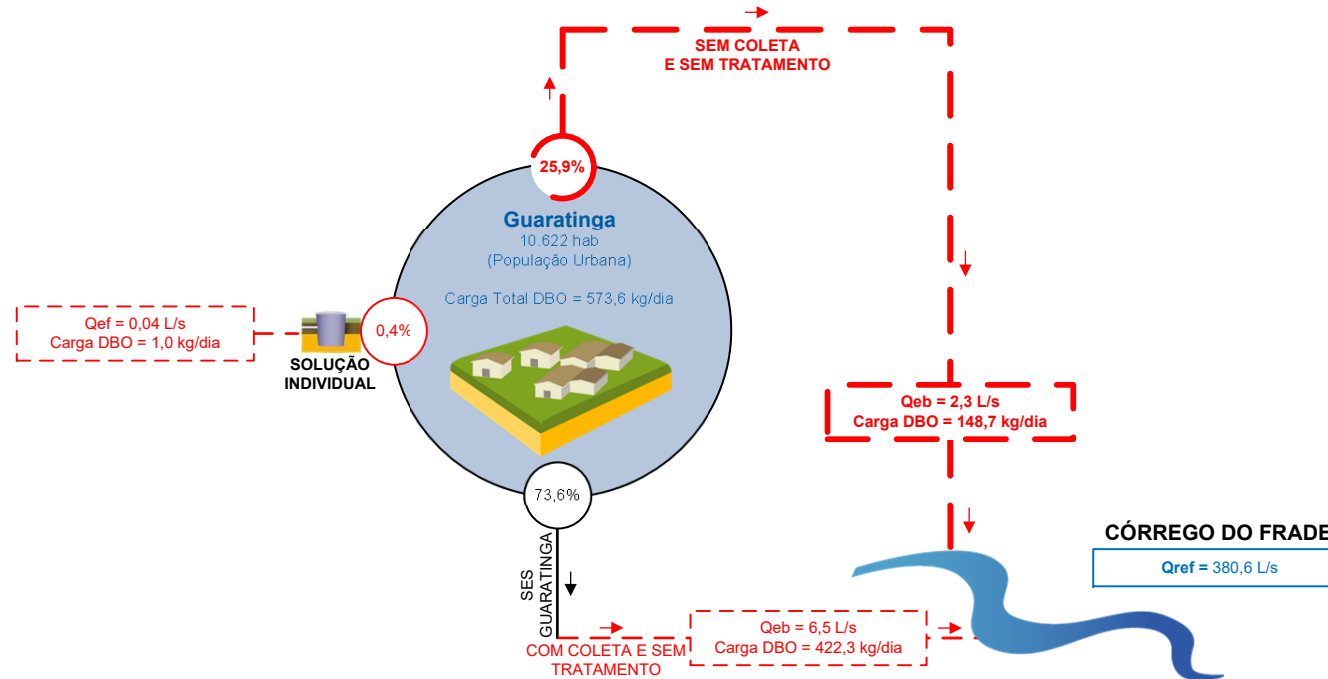 SEM COLETA
E SEM TRATAMENTO
25,9%
Guaratinga
10.622 hab
(População Urbana)
Carga Total DBO = 573,6 kg/dia
Qef = 0,04 L/s
Carga DBO = 1,0 kg/dia
0,4%
SOLUÇÃO
INDIVIDUAL
Qeb = 2,3 L/s
Carga DBO = 148,7 kg/dia
73,6%
SES
GUARATINGA
CÓRREGO DO FRADE
Qref = 380,6 L/s
COM COLETA E SEM
TRATAMENTO
Qeb = 6,5 L/s
Carga DBO = 422,3 kg/dia